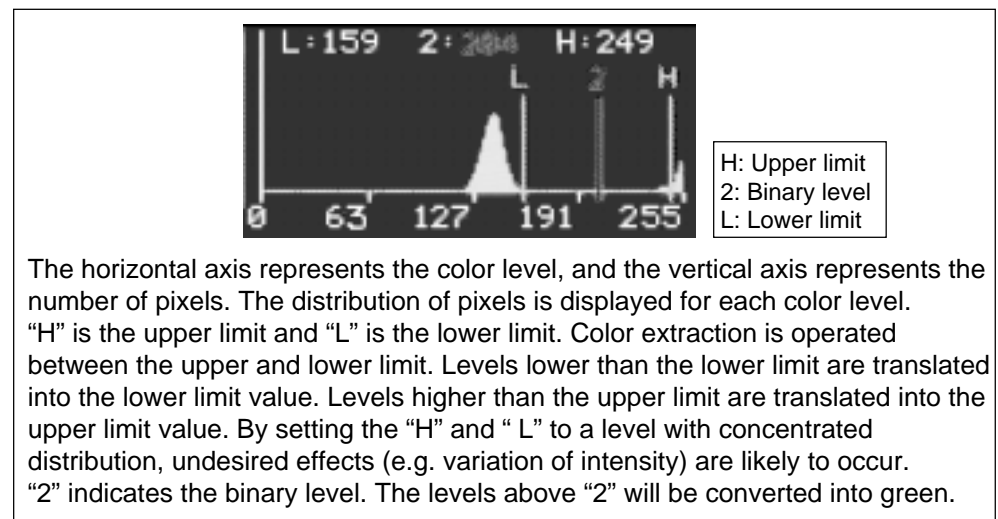 L:159 2: H:249
L 2 H
0 63 127 191 255
H: Upper limit
2: Binary level
L: Lower limit
The horizontal axis represents the color level, and the vertical axis represents the
number of pixels. The distribution of pixels is displayed for each color level.
“H” is the upper limit and “L” is the lower limit. Color extraction is operated
between the upper and lower limit. Levels lower than the lower limit are translated
into the lower limit value. Levels higher than the upper limit are translated into the
upper limit value. By setting the “H” and “ L” to a level with concentrated
distribution, undesired effects (e.g. variation of intensity) are likely to occur.
“2” indicates the binary level. The levels above “2” will be converted into green.